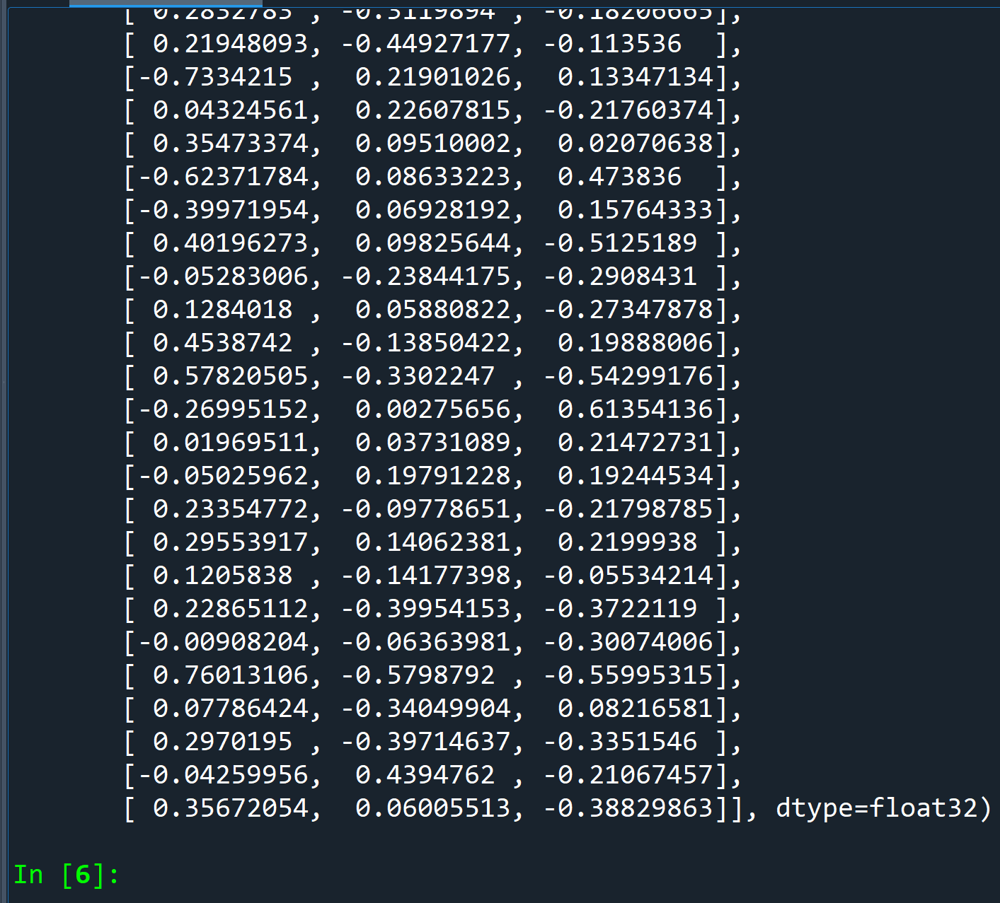 [ 0.2832783 , -0.3119894 , -0.18206665],
[ 0.21948093, -0.44927177, -0.113536  ],
[-0.7334215 ,  0.21901026,  0.13347134],
[ 0.04324561,  0.22607815, -0.21760374],
[ 0.35473374,  0.09510002,  0.02070638],
[-0.62371784,  0.08633223,  0.473836  ],
[-0.39971954,  0.06928192,  0.15764333],
[ 0.40196273,  0.09825644, -0.5125189 ],
[-0.05283006, -0.23844175, -0.2908431 ],
[ 0.1284018 ,  0.05880822, -0.27347878],
[ 0.4538742 , -0.13850422,  0.19888006],
[ 0.57820505, -0.3302247 , -0.54299176],
[-0.26995152,  0.00275656,  0.61354136],
[ 0.01969511,  0.03731089,  0.21472731],
[-0.05025962,  0.19791228,  0.19244534],
[ 0.23354772, -0.09778651, -0.21798785],
[ 0.29553917,  0.14062381,  0.2199938 ],
[ 0.1205838 , -0.14177398, -0.05534214],
[ 0.22865112, -0.39954153, -0.3722119 ],
[-0.00908204, -0.06363981, -0.30074006],
[ 0.76013106, -0.5798792 , -0.55995315],
[ 0.07786424, -0.34049904,  0.08216581],
[ 0.2970195 , -0.39714637, -0.3351546 ],
[-0.04259956,  0.4394762 , -0.21067457],
[ 0.35672054,  0.06005513, -0.38829863]], dtype=float32)
In [6]: